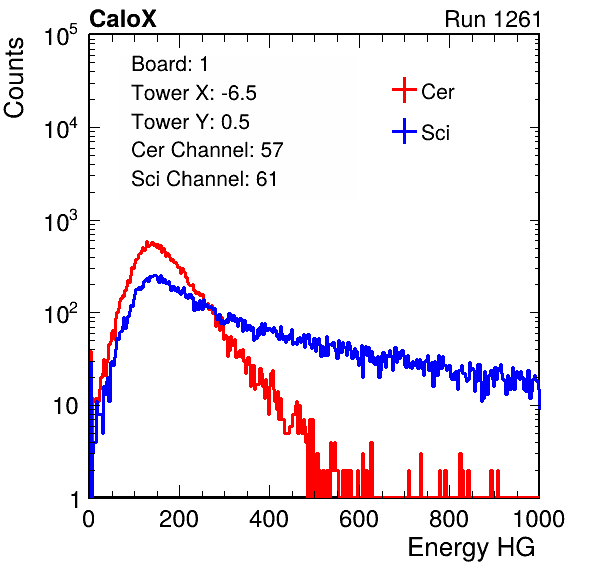 CaloX Run 1261
Counts
10^5
10^4
10^3
10^2
10
1
Board: 1
Tower X: -6.5
Tower Y: 0.5
Cer Channel: 57
Sci Channel: 61
Cer
Sci
0 200 400 600 800 1000
Energy HG